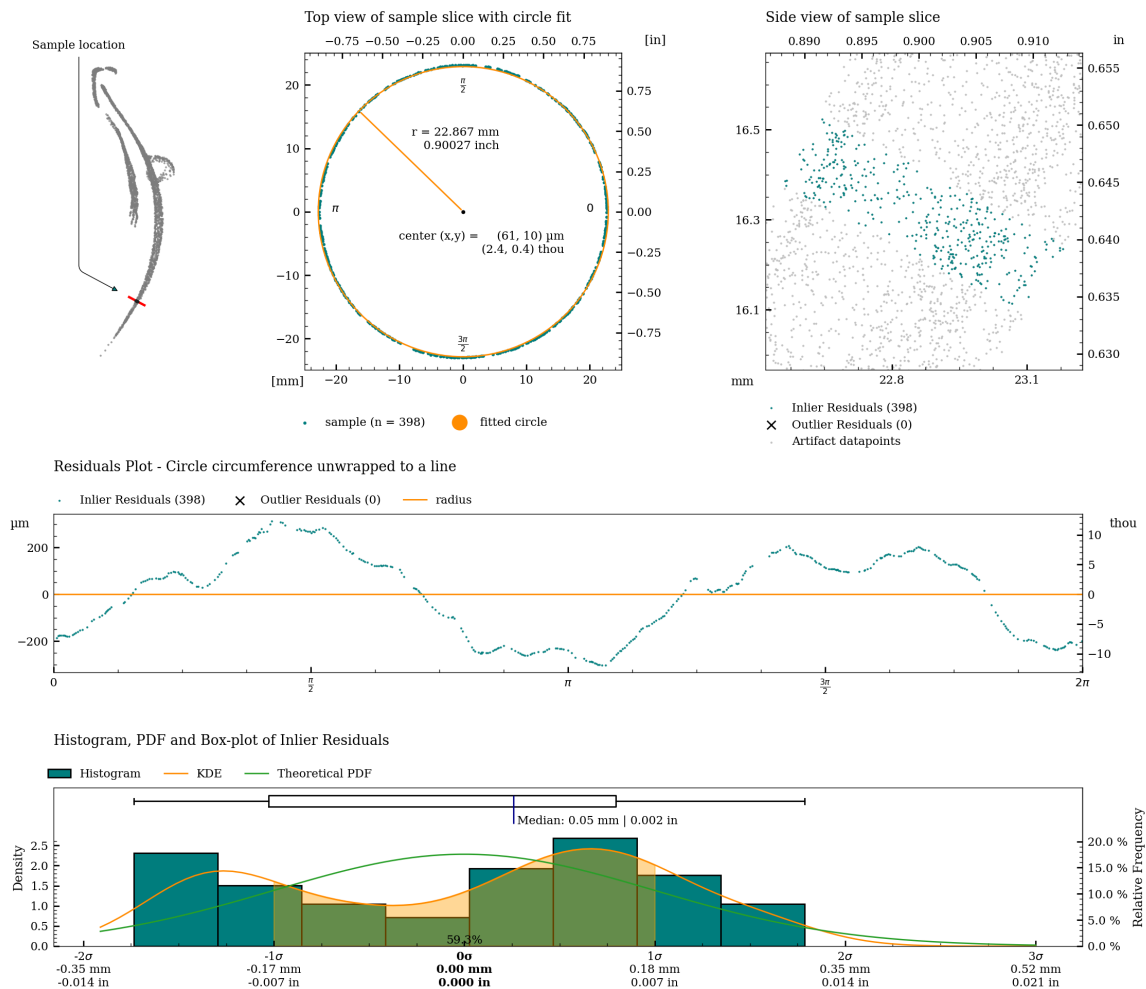 Sample location
Top view of sample slice with circle fit
−0.75 −0.50 −0.25 0.00 0.25 0.50 0.75 [in]
20
10
0
−10
−20
0.75
0.50
0.25
0.00
−0.25
−0.50
−0.75
π/2
r = 22.867 mm
0.90027 inch
π
0
center (x,y) = (61, 10) µm
(2.4, 0.4) thou
3π/2
[mm] −20 −10 0 10 20
sample (n = 398) fitted circle
Side view of sample slice
0.890 0.895 0.900 0.905 0.910 in
16.5
16.3
16.1
0.655
0.650
0.645
0.640
0.635
0.630
mm 22.8 23.1
Inlier Residuals (398)
Outlier Residuals (0)
Artifact datapoints
Residuals Plot - Circle circumference unwrapped to a line
Inlier Residuals (398) Outlier Residuals (0) radius
µm
200
0
−200
thou
10
5
0
−5
−10
0 π/2 π 3π/2 2π
Histogram, PDF and Box-plot of Inlier Residuals
Histogram KDE Theoretical PDF
Median: 0.05 mm | 0.002 in
Density
2.5
2.0
1.5
1.0
0.5
0.0
Relative Frequency
20.0 %
15.0 %
10.0 %
5.0 %
0.0 %
59.3%
-2σ -1σ 0σ 1σ 2σ 3σ
-0.35 mm -0.17 mm 0.00 mm 0.18 mm 0.35 mm 0.52 mm
-0.014 in -0.007 in 0.000 in 0.007 in 0.014 in 0.021 in